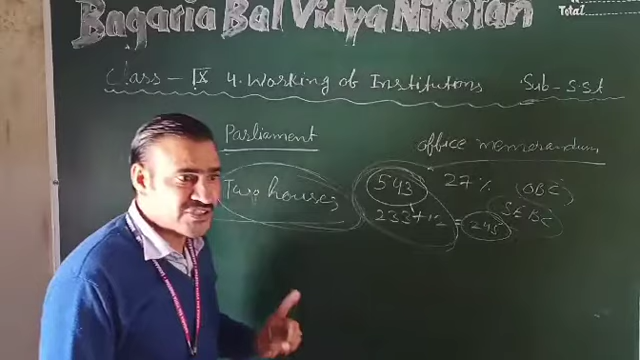 Bagaria Bal Vidya Niketan
Total
Class - IX 4. Working of Institutions Sub - S.St
Parliament office memorandum
Two houses 543 27% (OBC)
233+12 = 245 SEBC